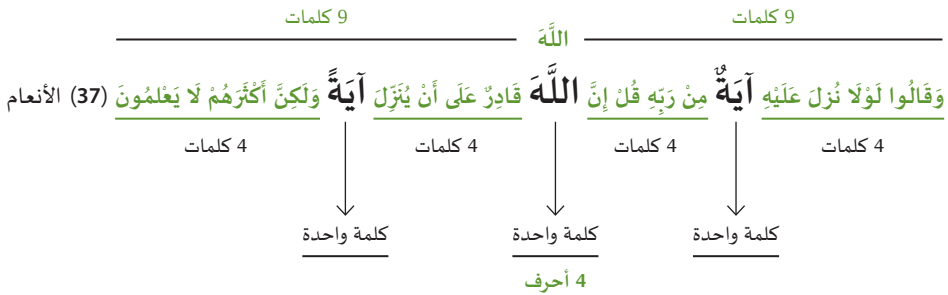 9 كلمات 9 كلمات
اللَّهَ
وَقَالُوا لَوْلَا نُزلَ عَلَيْهِ آيَةٌ مِنْ رَبِّهِ قُلْ إِنَّ اللَّهَ قَادِرٌ عَلَى أَنْ يُنَزِّلَ آيَةً وَلَكِنَّ أَكْثَرَهُمْ لَا يَعْلَمُونَ (37) الأنعام
4 كلمات 4 كلمات 4 كلمات 4 كلمات
كلمة واحدة كلمة واحدة كلمة واحدة
4 أحرف